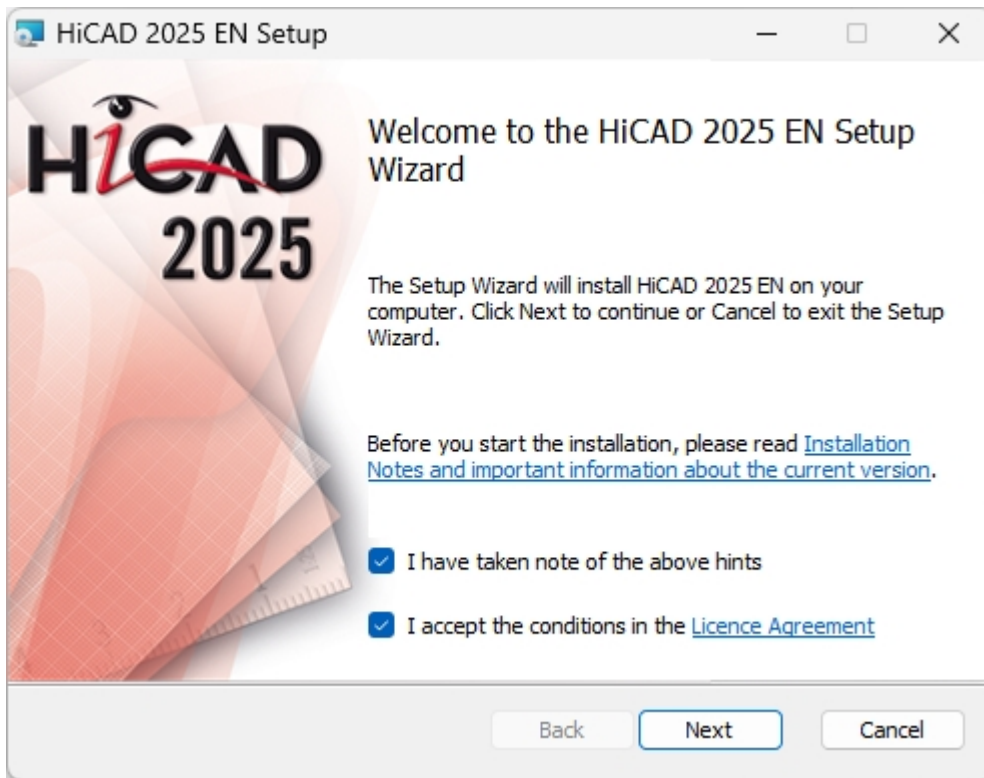 HiCAD 2025 EN Setup
HiCAD
2025
Welcome to the HiCAD 2025 EN Setup
Wizard
The Setup Wizard will install HiCAD 2025 EN on your
computer. Click Next to continue or Cancel to exit the Setup
Wizard.
Before you start the installation, please read Installation
Notes and important information about the current version.
I have taken note of the above hints
I accept the conditions in the Licence Agreement
Back
Next
Cancel